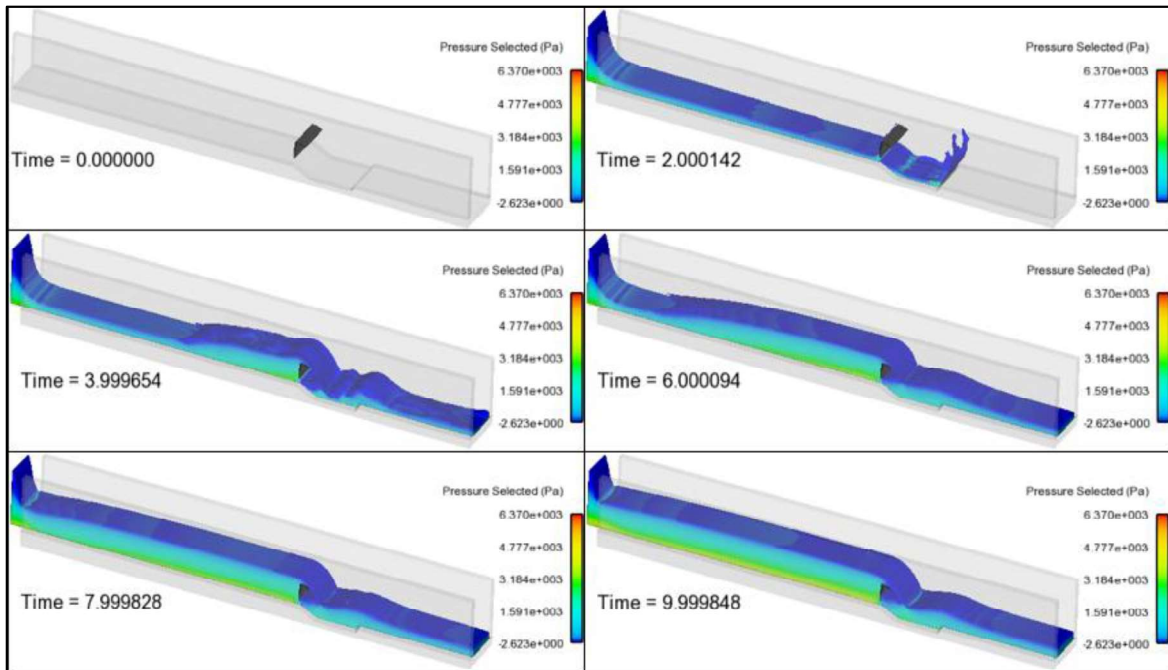 Pressure Selected (Pa)
6.370e+003
4.777e+003
3.184e+003
1.591e+003
-2.623e+000
Time = 0.000000
Pressure Selected (Pa)
6.370e+003
4.777e+003
3.184e+003
1.591e+003
-2.623e+000
Time = 2.000142
Pressure Selected (Pa)
6.370e+003
4.777e+003
3.184e+003
1.591e+003
-2.623e+000
Time = 3.999654
Pressure Selected (Pa)
6.370e+003
4.777e+003
3.184e+003
1.591e+003
-2.623e+000
Time = 6.000094
Pressure Selected (Pa)
6.370e+003
4.777e+003
3.184e+003
1.591e+003
-2.623e+000
Time = 7.999828
Pressure Selected (Pa)
6.370e+003
4.777e+003
3.184e+003
1.591e+003
-2.623e+000
Time = 9.999848